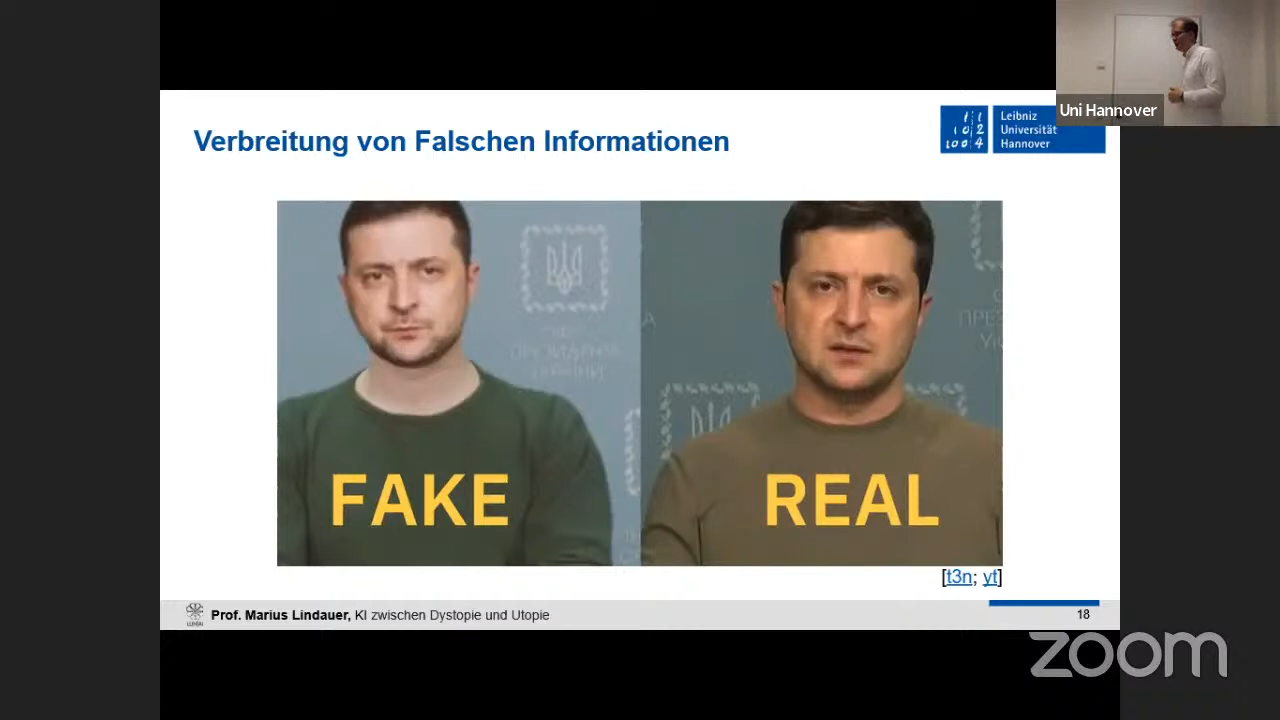 Uni Hannover
Verbreitung von Falschen Informationen
Leibniz
Universität
Hannover
FAKE
REAL
[t3n; yt]
Prof. Marius Lindauer, KI zwischen Dystopie und Utopie
18
zoom